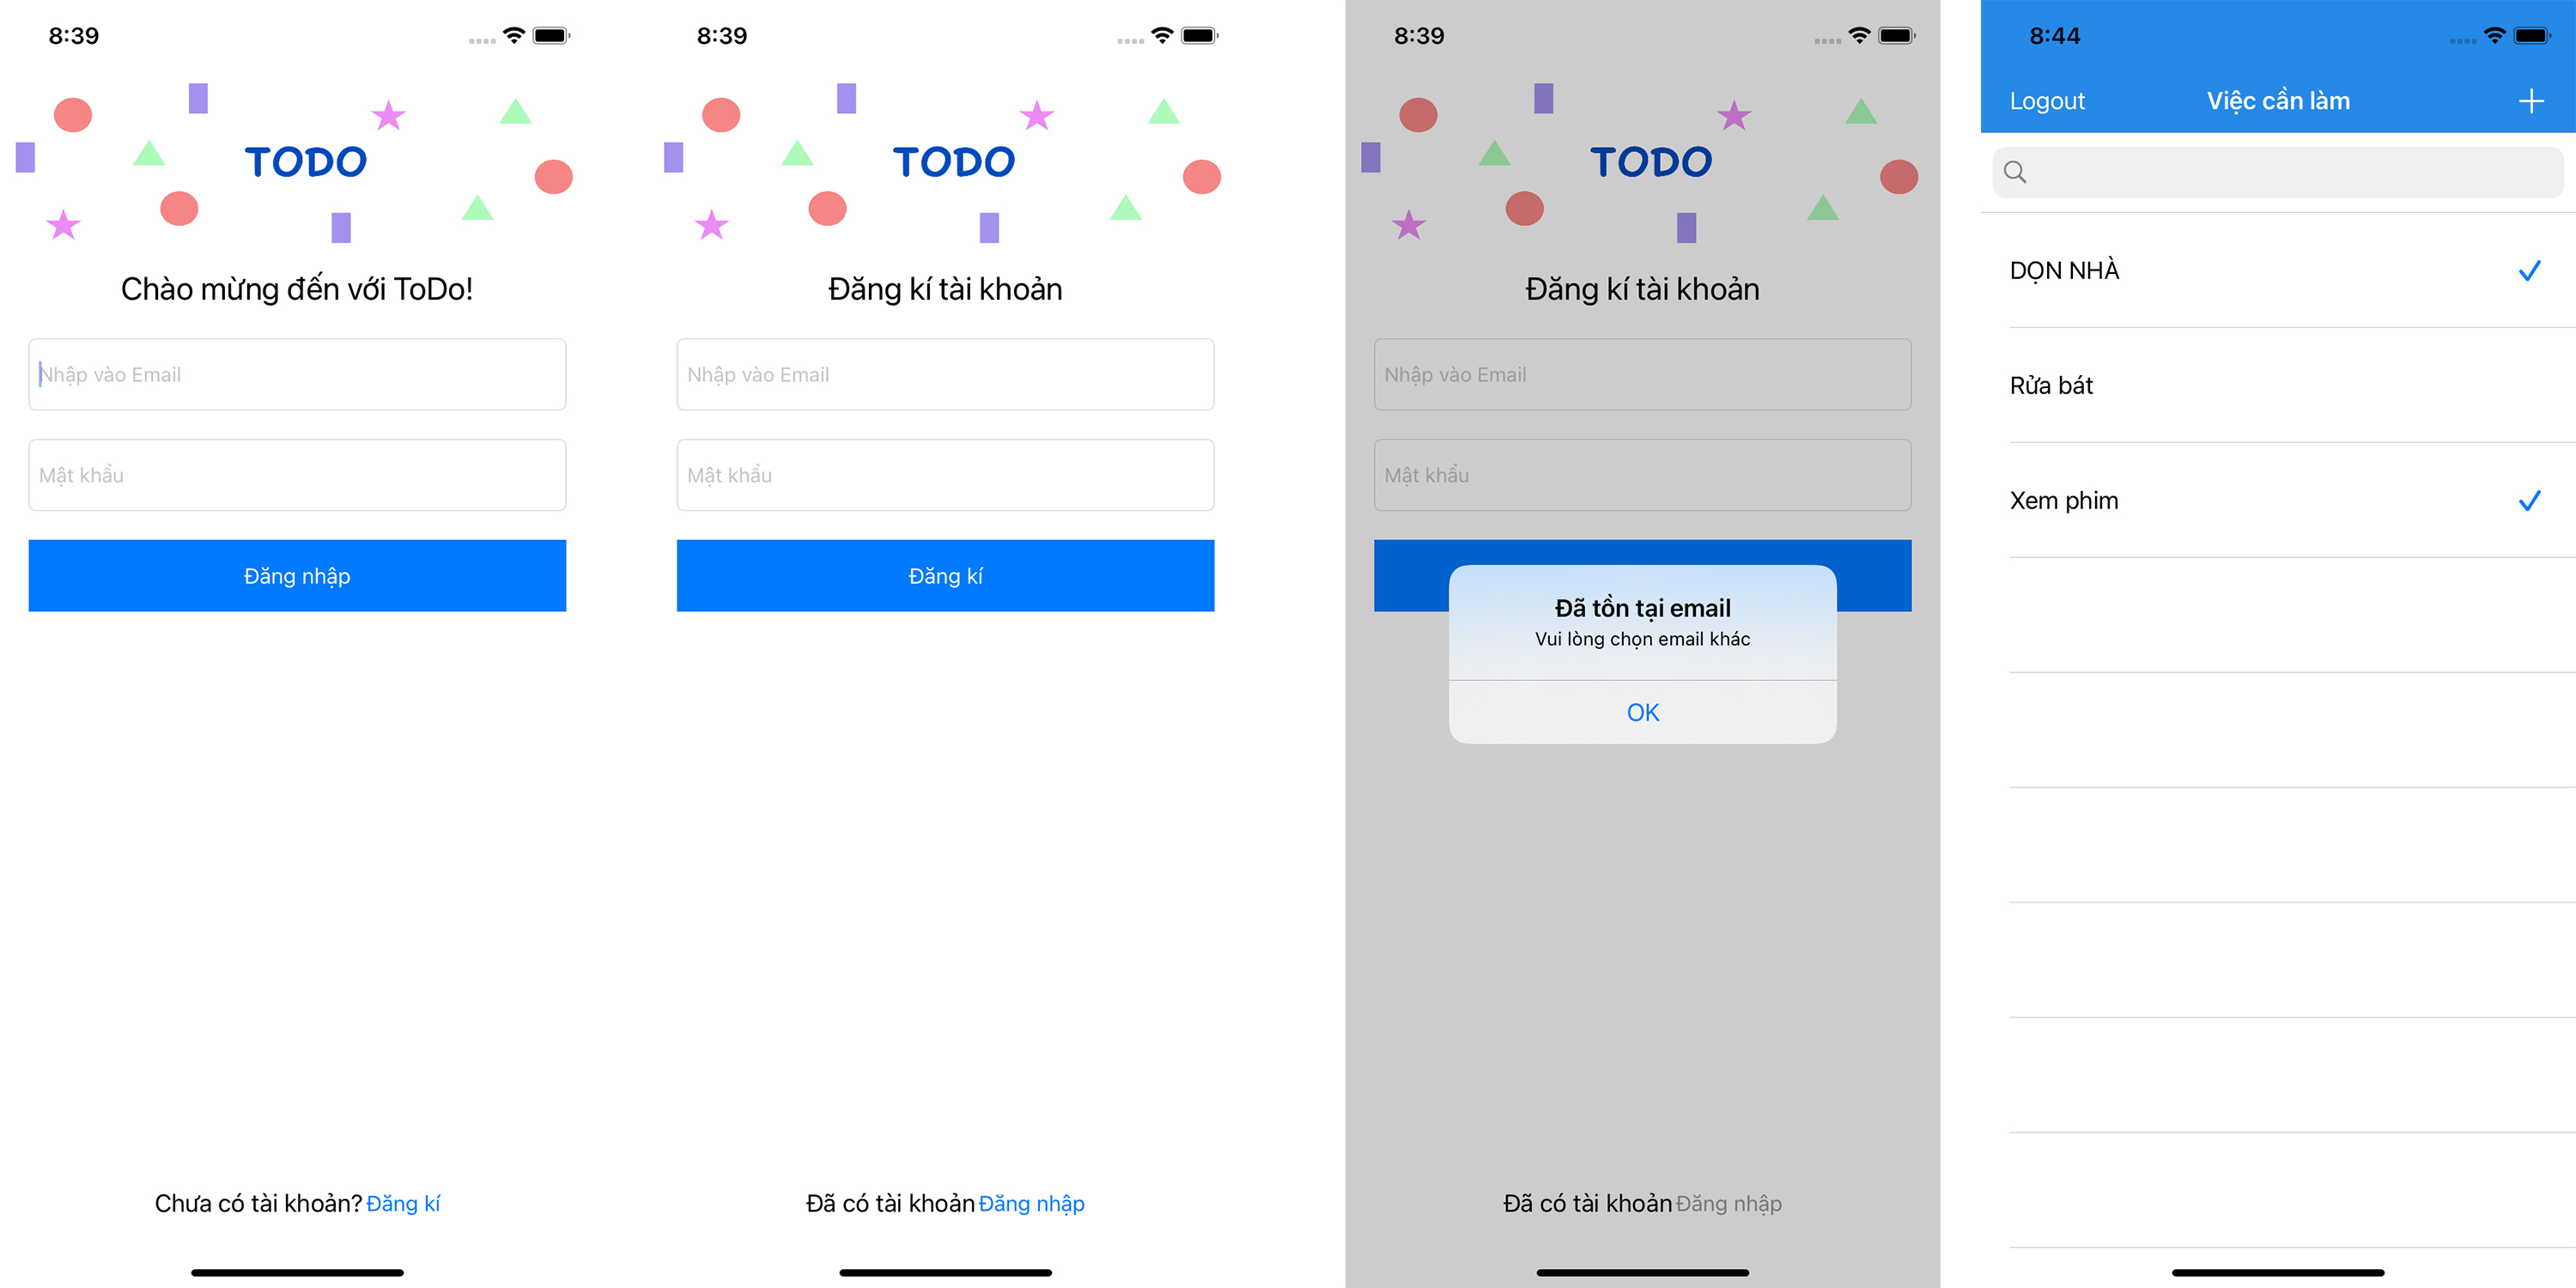 8:39
TODO
Chào mừng đến với ToDo!
Nhập vào Email
Mật khẩu
Đăng nhập
Chưa có tài khoản? Đăng kí
8:39
TODO
Đăng kí tài khoản
Nhập vào Email
Mật khẩu
Đăng kí
Đã có tài khoản Đăng nhập
8:39
TODO
Đăng kí tài khoản
Nhập vào Email
Mật khẩu
Đã tồn tại email
Vui lòng chọn email khác
OK
Đã có tài khoản Đăng nhập
8:44
Logout Việc cần làm +
DỌN NHÀ
Rửa bát
Xem phim